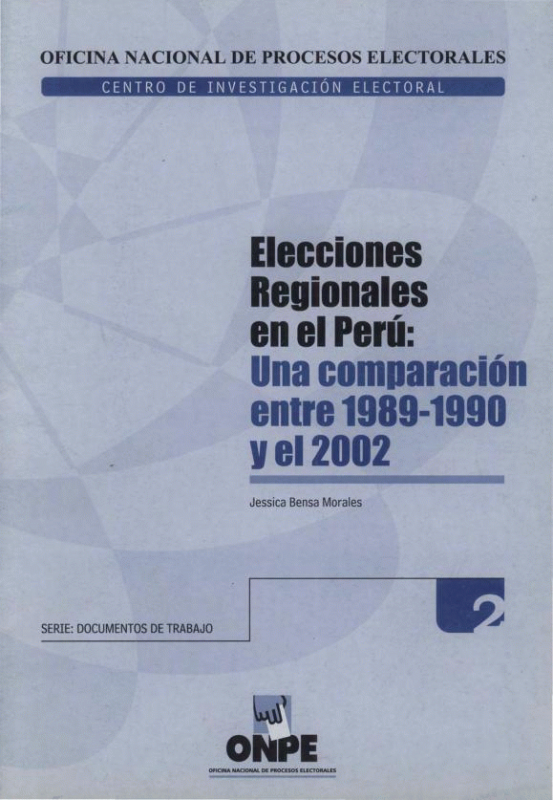 OFICINA NACIONAL DE PROCESOS ELECTORALES
CENTRO DE INVESTIGACIÓN ELECTORAL
Elecciones
Regionales
en el Perú:
Una comparación
entre 1989-1990
y el 2002
Jessica Bensa Morales
2
SERIE: DOCUMENTOS DE TRABAJO
ONPE
OFICINA NACIONAL DE PROCESOS ELECTORALES